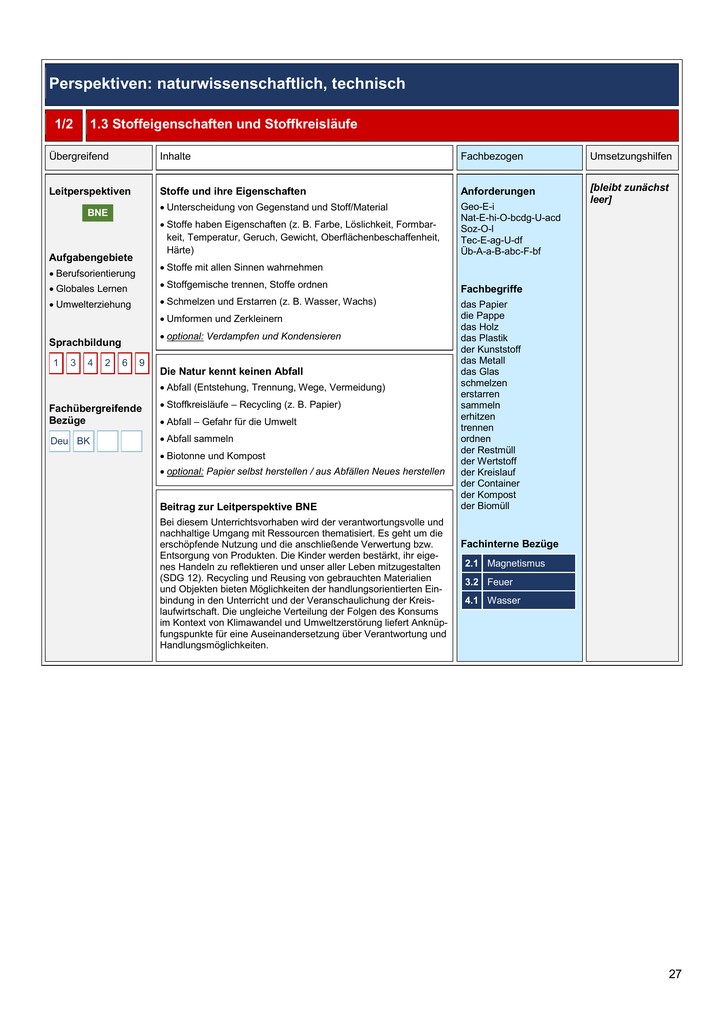 Perspektiven: naturwissenschaftlich, technisch
1/2 1.3 Stoffeigenschaften und Stoffkreisläufe
Übergreifend Inhalte Fachbezogen Umsetzungshilfen
Leitperspektiven
BNE
Aufgabengebiete
• Berufsorientierung
• Globales Lernen
• Umwelterziehung
Sprachbildung
1 3 4 2 6 9
Fachübergreifende
Bezüge
Deu BK
Stoffe und ihre Eigenschaften
• Unterscheidung von Gegenstand und Stoff/Material
• Stoffe haben Eigenschaften (z. B. Farbe, Löslichkeit, Formbar-
keit, Temperatur, Geruch, Gewicht, Oberflächenbeschaffenheit,
Härte)
• Stoffe mit allen Sinnen wahrnehmen
• Stoffgemische trennen, Stoffe ordnen
• Schmelzen und Erstarren (z. B. Wasser, Wachs)
• Umformen und Zerkleinern
• optional: Verdampfen und Kondensieren
Die Natur kennt keinen Abfall
• Abfall (Entstehung, Trennung, Wege, Vermeidung)
• Stoffkreisläufe – Recycling (z. B. Papier)
• Abfall – Gefahr für die Umwelt
• Abfall sammeln
• Biotonne und Kompost
• optional: Papier selbst herstellen / aus Abfällen Neues herstellen
Beitrag zur Leitperspektive BNE
Bei diesem Unterrichtsvorhaben wird der verantwortungsvolle und
nachhaltige Umgang mit Ressourcen thematisiert. Es geht um die
erschöpfende Nutzung und die anschließende Verwertung bzw.
Entsorgung von Produkten. Die Kinder werden bestärkt, ihr eige-
nes Handeln zu reflektieren und unser aller Leben mitzugestalten
(SDG 12). Recycling und Reusing von gebrauchten Materialien
und Objekten bieten Möglichkeiten der handlungsorientierten Ein-
bindung in den Unterricht und der Veranschaulichung der Kreis-
laufwirtschaft. Die ungleiche Verteilung der Folgen des Konsums
im Kontext von Klimawandel und Umweltzerstörung liefert Anknüp-
fungspunkte für eine Auseinandersetzung über Verantwortung und
Handlungsmöglichkeiten.
Anforderungen
Geo-E-i
Nat-E-hi-O-bcdg-U-acd
Soz-O-l
Tec-E-ag-U-df
Üb-A-a-B-abc-F-bf
Fachbegriffe
das Papier
die Pappe
das Holz
das Plastik
der Kunststoff
das Metall
das Glas
schmelzen
erstarren
sammeln
erhitzen
trennen
ordnen
der Restmüll
der Wertstoff
der Kreislauf
der Container
der Kompost
der Biomüll
Fachinterne Bezüge
2.1 Magnetismus
3.2 Feuer
4.1 Wasser
[bleibt zunächst
leer]
27